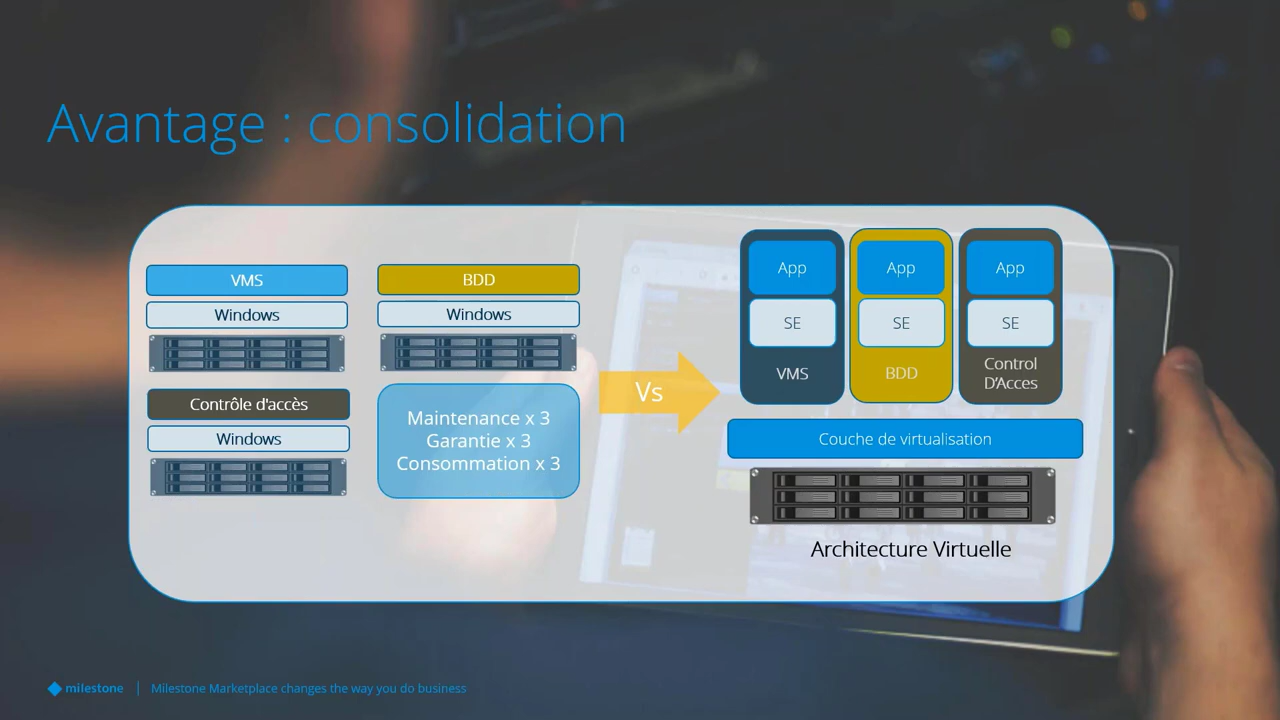 Avantage : consolidation
VMS
Windows
BDD
Windows
Contrôle d'accès
Windows
Maintenance x 3
Garantie x 3
Consommation x 3
Vs
App
SE
VMS
App
SE
BDD
App
SE
Control
D'Acces
Couche de virtualisation
Architecture Virtuelle
milestone
Milestone Marketplace changes the way you do business